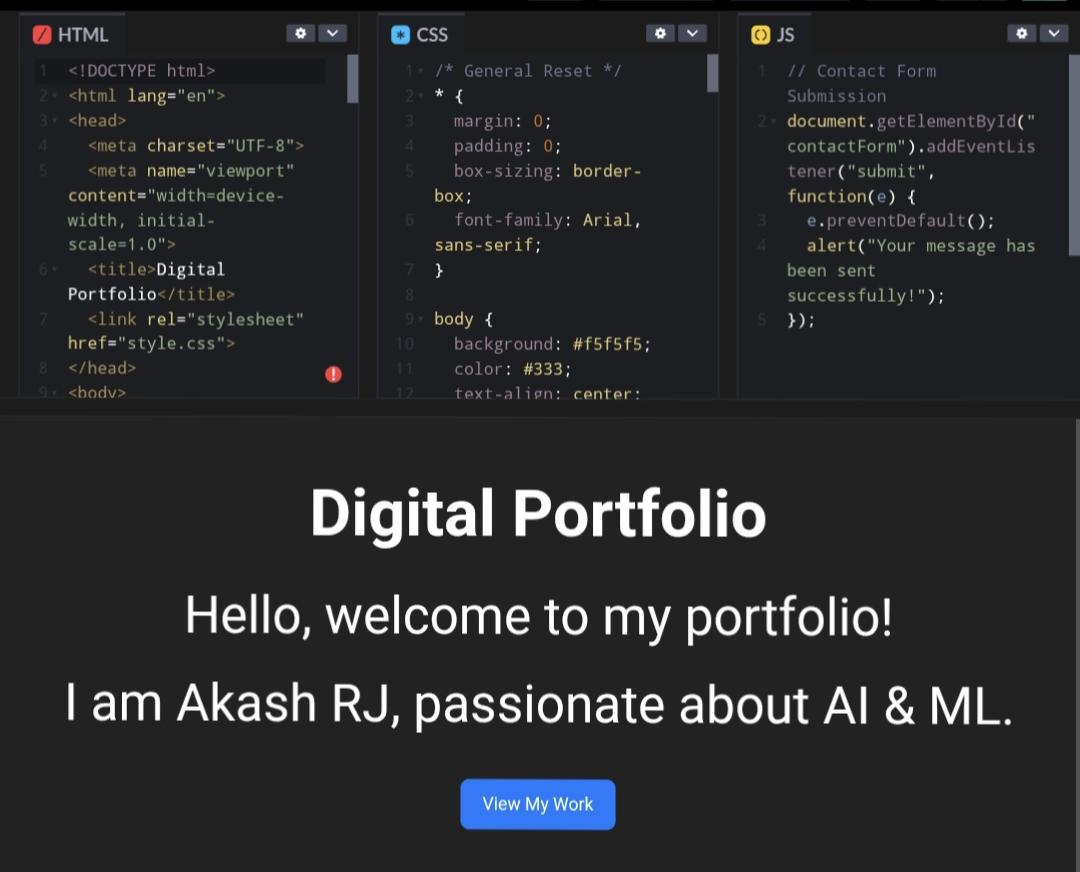 HTML
1 <!DOCTYPE html>
2 <html lang="en">
3 <head>
4 <meta charset="UTF-8">
5 <meta name="viewport"
content="width=device-
width, initial-
scale=1.0">
6 <title>Digital
Portfolio</title>
7 <link rel="stylesheet"
href="style.css">
8 </head>
9 <body>
CSS
1 /* General Reset */
2 * {
3 margin: 0;
4 padding: 0;
5 box-sizing: border-
box;
6 font-family: Arial,
sans-serif;
7 }
8
9 body {
10 background: #f5f5f5;
11 color: #333;
12 text-align: center;
JS
1 // Contact Form
Submission
2 document.getElementById("
contactForm").addEventLis
tener("submit",
function(e) {
3 e.preventDefault();
4 alert("Your message has
been sent
successfully!");
5 });
Digital Portfolio
Hello, welcome to my portfolio!
I am Akash RJ, passionate about AI & ML.
View My Work